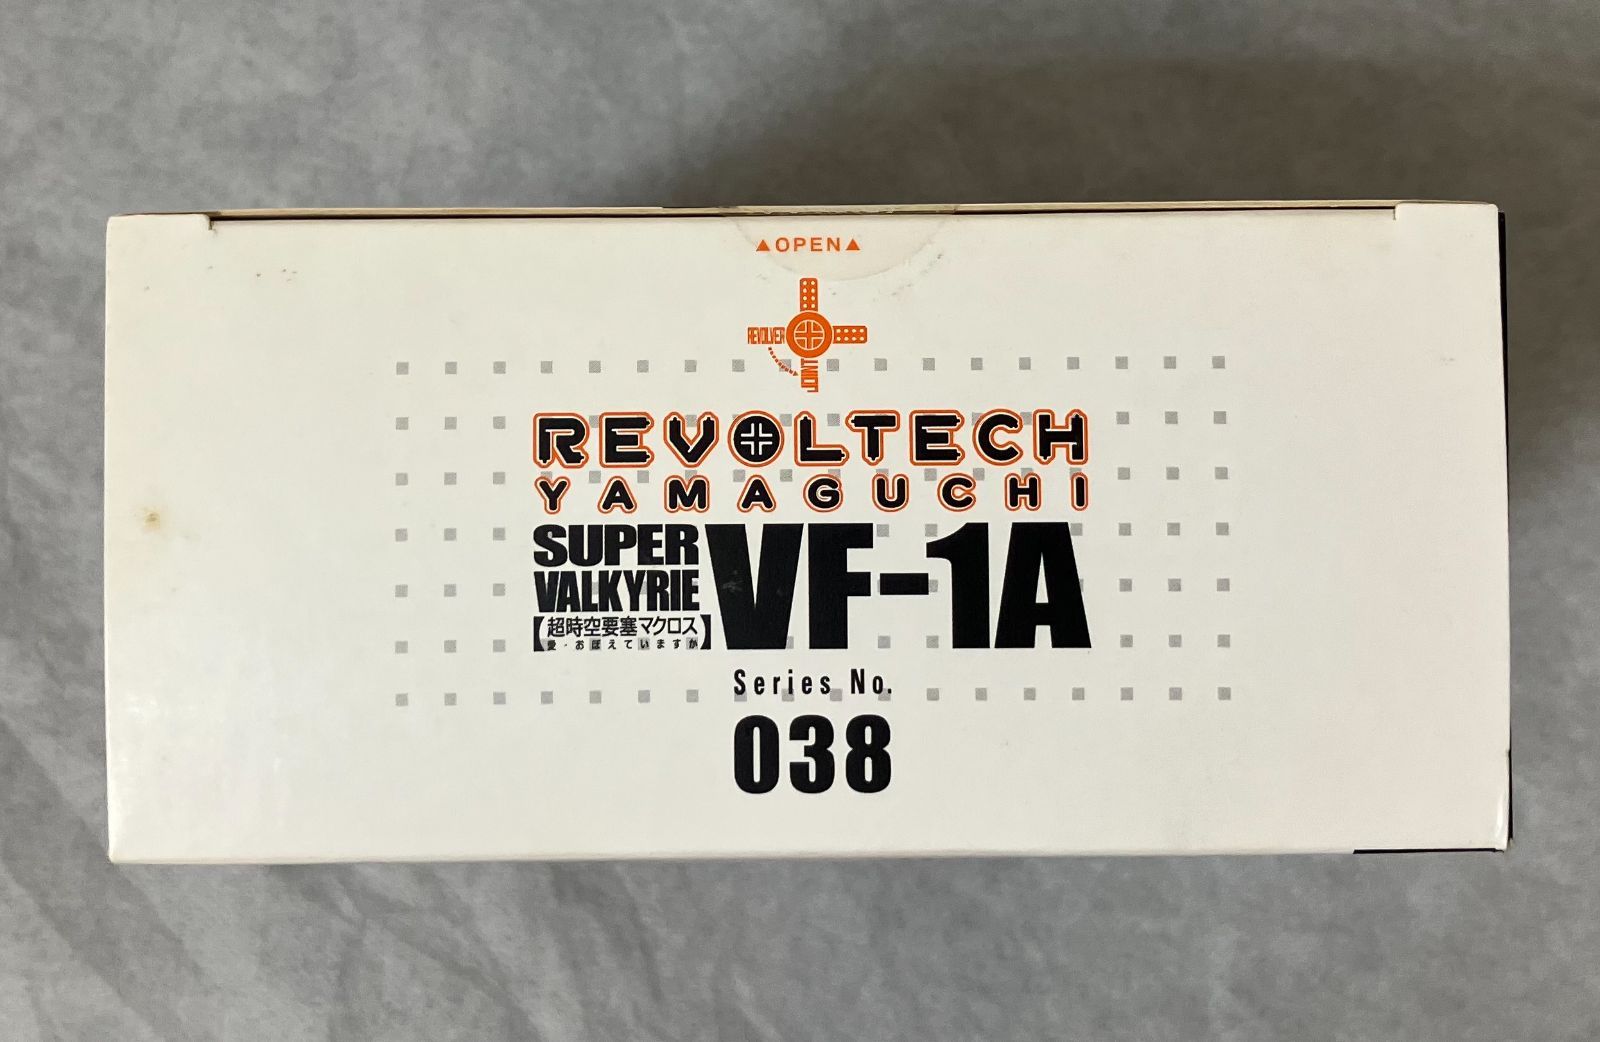 ▲OPEN▲
REVOLVER
JOINT
REVOLTECH
YAMAGUCHI
SUPER
VALKYRIE
VF-1A
【超時空要塞マクロス
愛・おぼえていますか】
Series No.
038